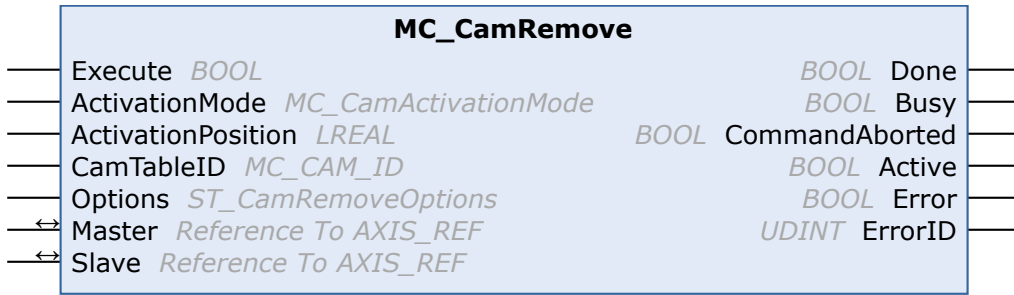 MC_CamRemove
Execute BOOL BOOL Done
ActivationMode MC_CamActivationMode BOOL Busy
ActivationPosition LREAL BOOL CommandAborted
CamTableID MC_CAM_ID BOOL Active
Options ST_CamRemoveOptions BOOL Error
↔ Master Reference To AXIS_REF UDINT ErrorID
↔ Slave Reference To AXIS_REF